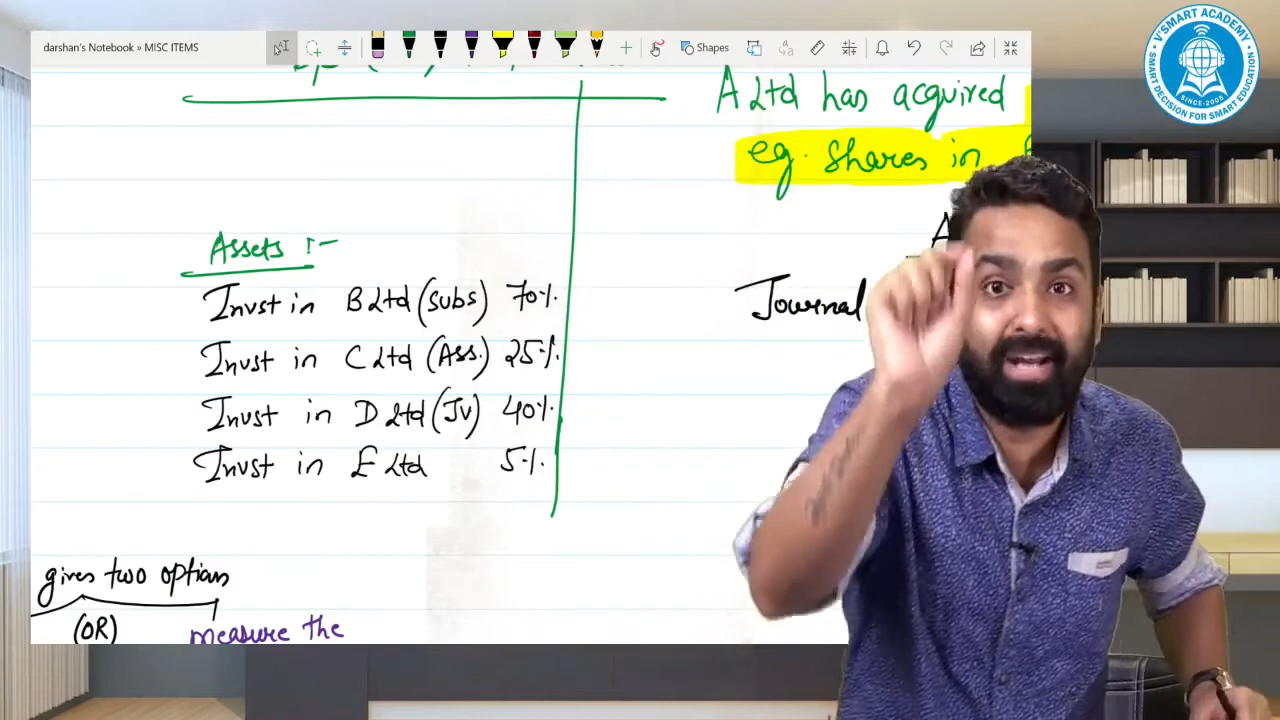 darshan's Notebook » MISC ITEMS
Shapes
A Ltd has acquired
eg. shares in
Assets :-
Invst in B Ltd (subs) 70%.
Invst in C Ltd (Ass.) 25%.
Invst in D Ltd (JV) 40%.
Invst in E Ltd 5%.
Journal
gives two options
(OR)
measure the
V'SMART ACADEMY
SINCE-2005
SMART DECISION FOR SMART EDUCATION